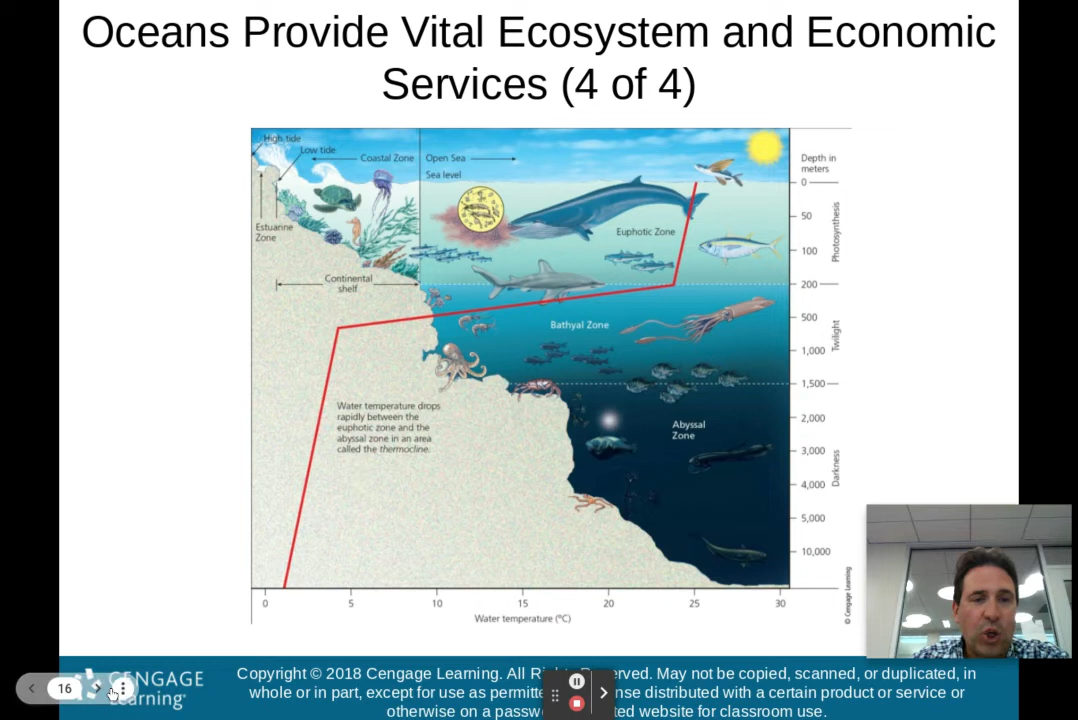 Oceans Provide Vital Ecosystem and Economic
Services (4 of 4)
High tide
Low tide
Coastal Zone
Open Sea
Sea level
Depth in
meters
0
50
100
200
500
1,000
1,500
2,000
3,000
4,000
5,000
10,000
Photosynthesis
Twilight
Darkness
Estuarine
Zone
Continental
shelf
Euphotic Zone
Bathyal Zone
Abyssal
Zone
Water temperature drops
rapidly between the
euphotic zone and the
abyssal zone in an area
called the thermocline.
0 5 10 15 20 25 30
Water temperature (°C)
© Cengage Learning
16
CENGAGE
Learning
Copyright © 2018 Cengage Learning. All erved. May not be copied, scanned, or duplicated, in
whole or in part, except for use as permitte nse distributed with a certain product or service or
otherwise on a passw ted website for classroom use.